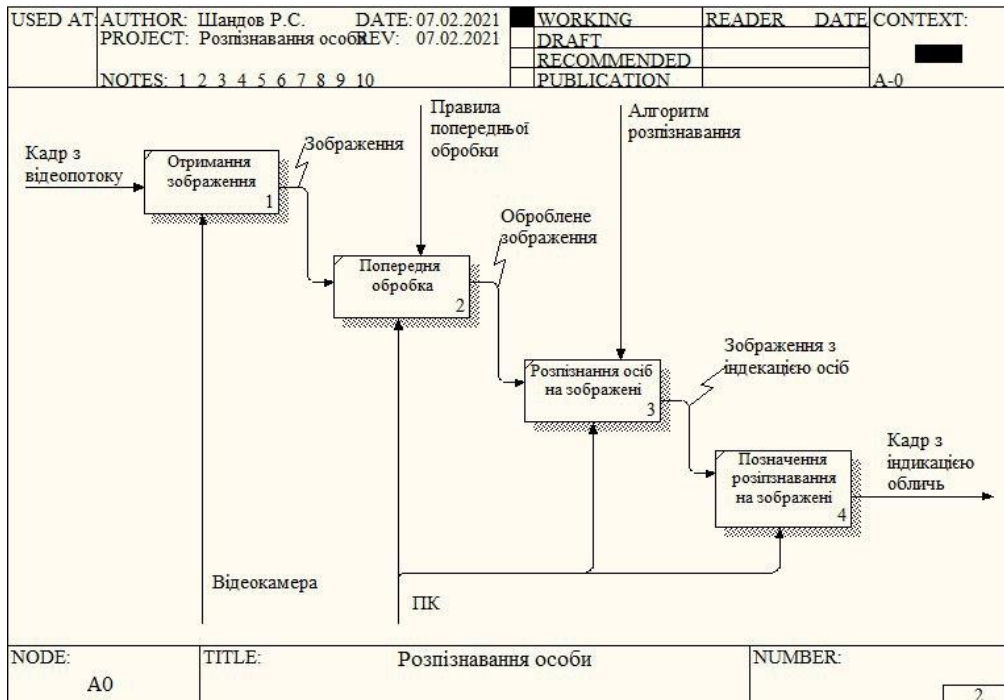 USED AT:
AUTHOR: Шандов Р.С.
DATE: 07.02.2021
PROJECT: Розпізнавання особи
REV: 07.02.2021
NOTES: 1 2 3 4 5 6 7 8 9 10
WORKING
DRAFT
RECOMMENDED
PUBLICATION
READER
DATE
CONTEXT:
A-0
Кадр з
відеопотоку
Отримання
зображення
1
Зображення
Правила
попередньої
обробки
Алгоритм
розпізнавання
Попередня
обробка
2
Оброблене
зображення
Розпізнання осіб
на зображені
3
Зображення з
індекацією осіб
Позначення
розіпзнавання
на зображені
4
Кадр з
індикацією
обличь
Відеокамера
ПК
NODE:
A0
TITLE:
Розпізнавання особи
NUMBER:
2